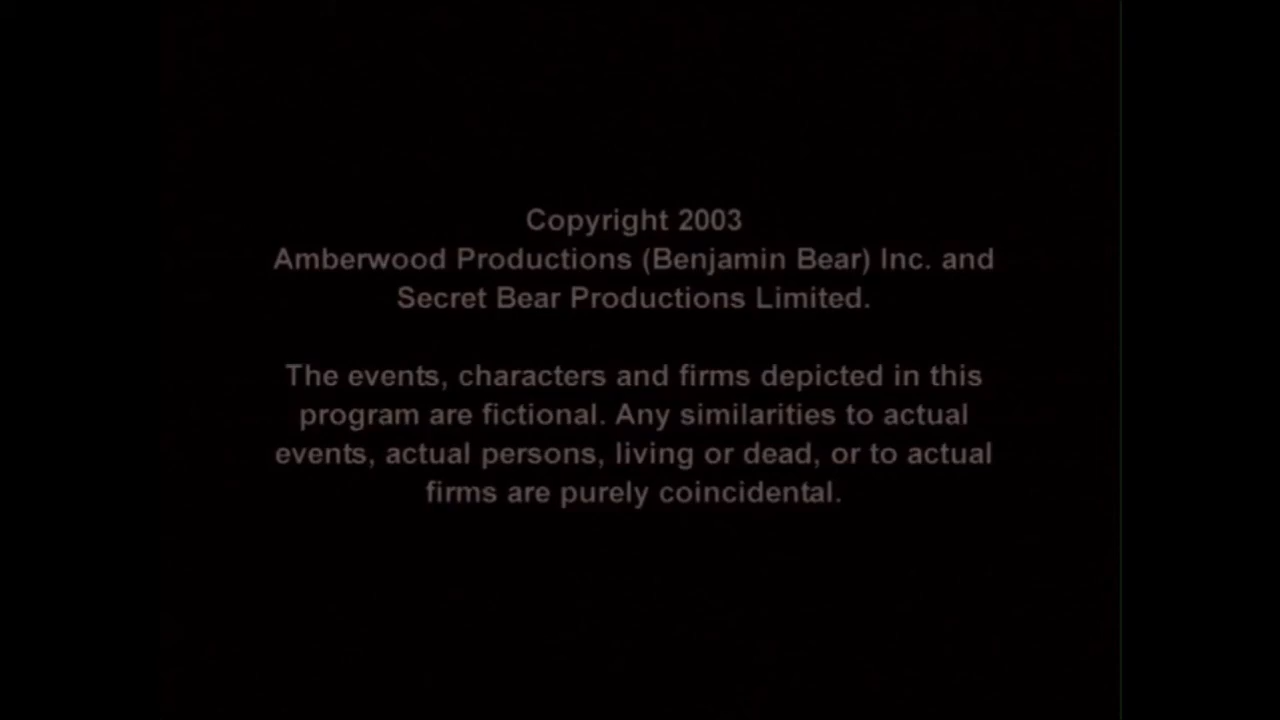 Copyright 2003
Amberwood Productions (Benjamin Bear) Inc. and
Secret Bear Productions Limited.
The events, characters and firms depicted in this
program are fictional. Any similarities to actual
events, actual persons, living or dead, or to actual
firms are purely coincidental.